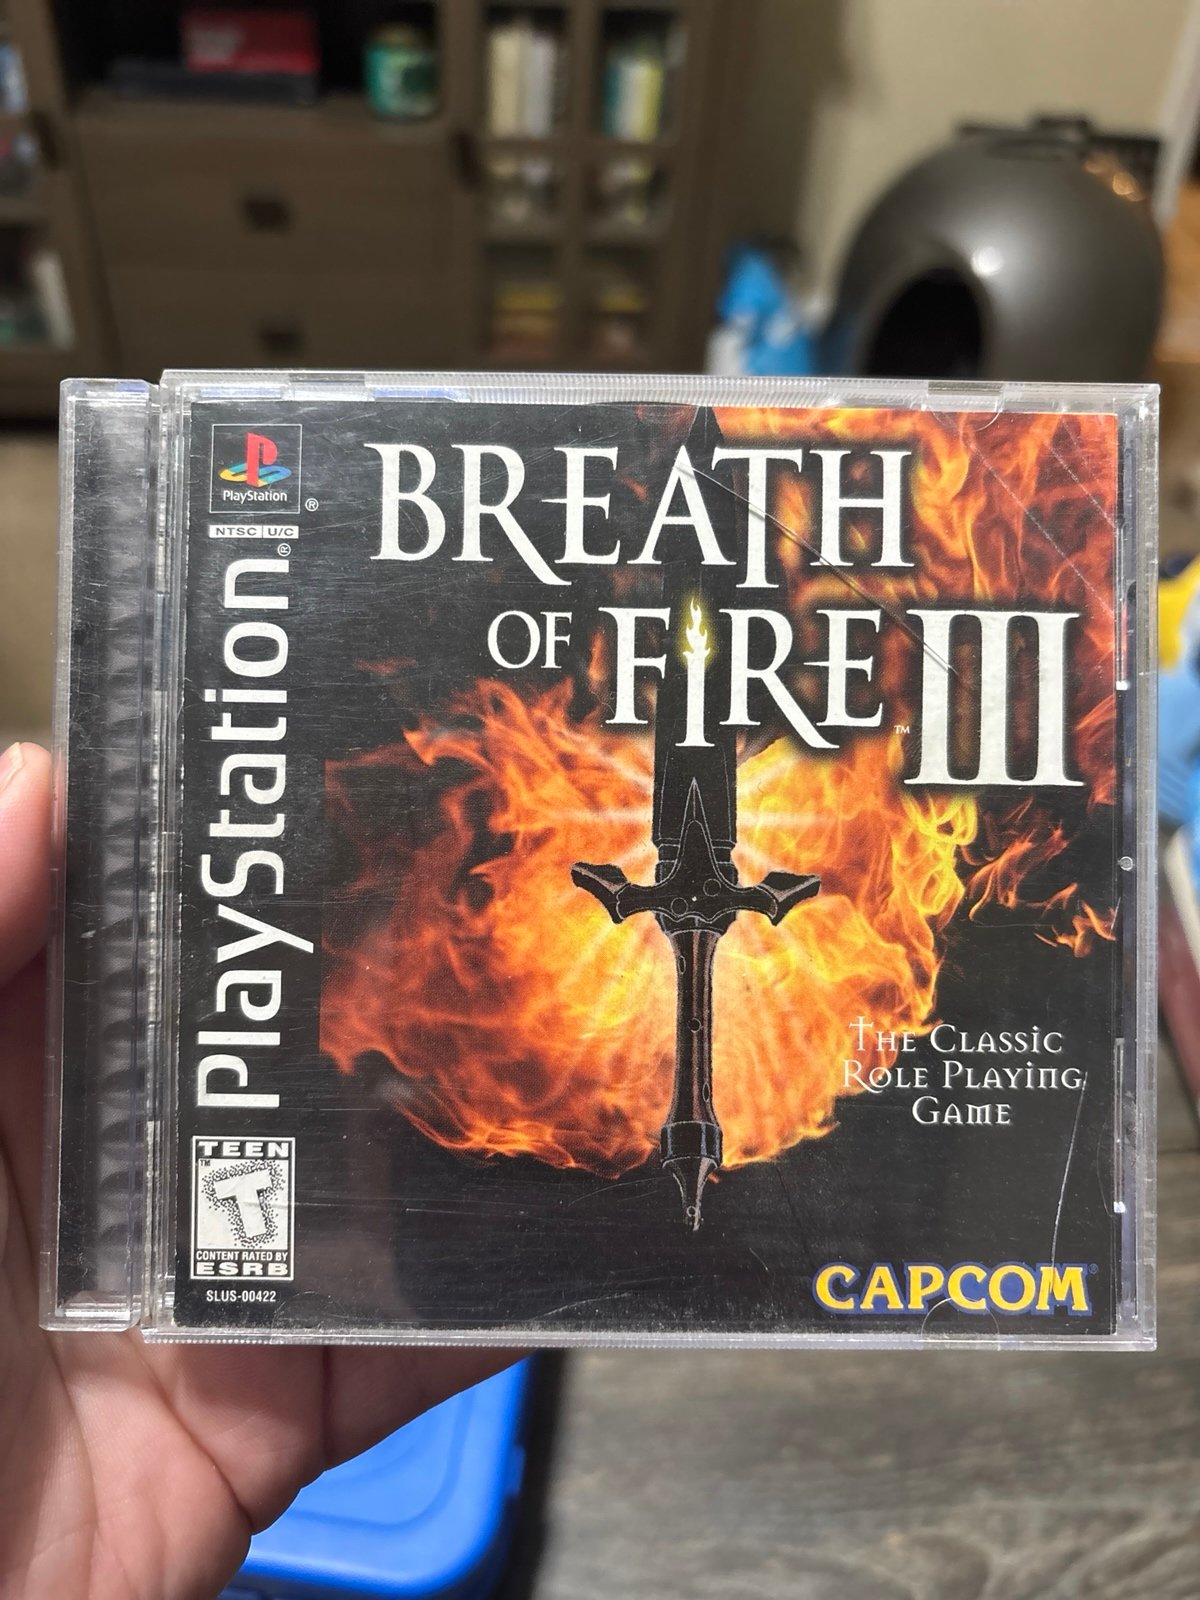 PlayStation
®
NTSC U/C
PlayStation®
BREATH
OF FIRE™ III
THE CLASSIC
ROLE PLAYING
GAME
TEEN
™
T
CONTENT RATED BY
ESRB
SLUS-00422
CAPCOM®